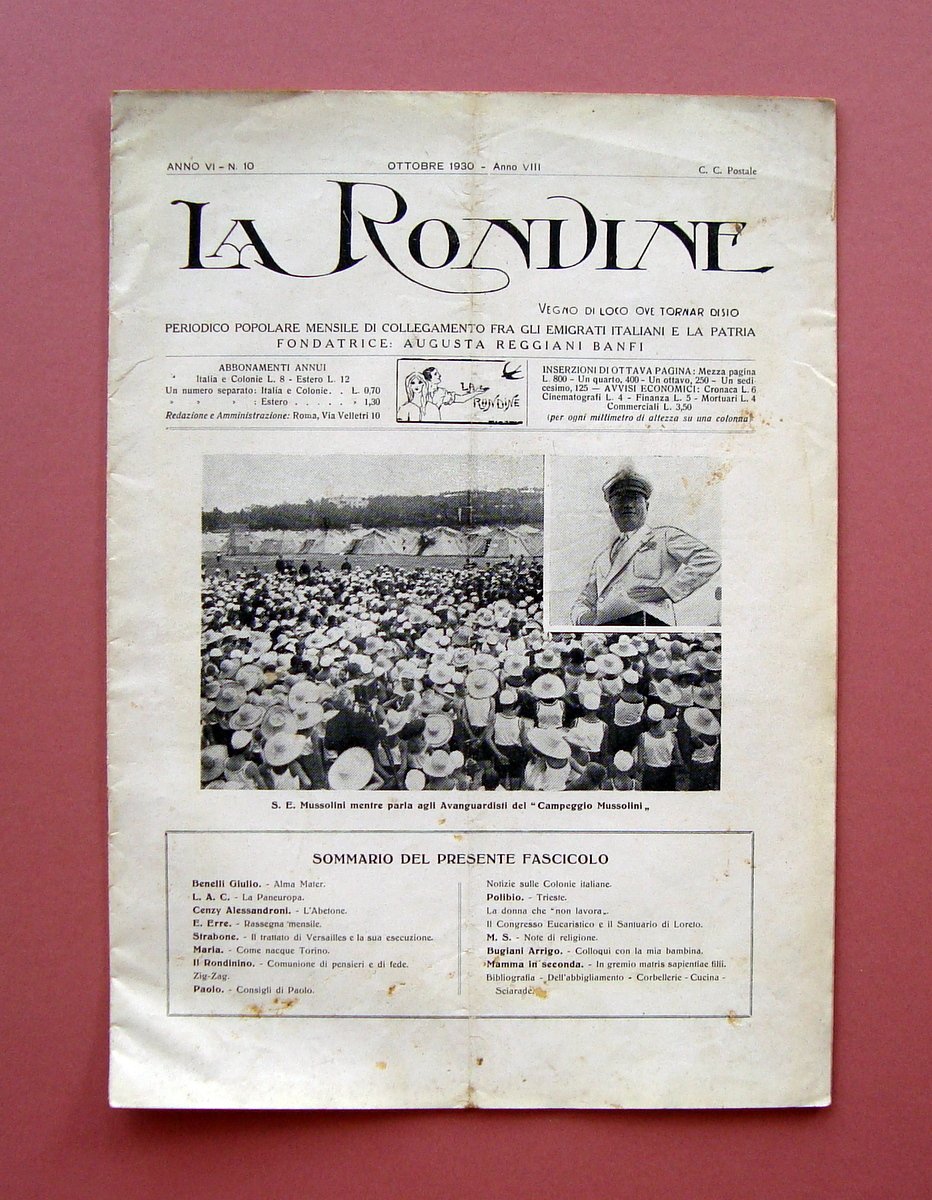 ANNO VI - N. 10
OTTOBRE 1930 - Anno VIII
C. C. Postale
LA RONDINE
VEGNO DI LOCO OVE TORNAR DISIO
PERIODICO POPOLARE MENSILE DI COLLEGAMENTO FRA GLI EMIGRATI ITALIANI E LA PATRIA
FONDATRICE: AUGUSTA REGGIANI BANFI
ABBONAMENTI ANNUI
Italia e Colonie L. 8 - Estero L. 12
Un numero separato: Italia e Colonie. . L. 0,70
" " : Estero . . . . . . " 1,30
Redazione e Amministrazione: Roma, Via Velletri 10
LA
RONDINE
INSERZIONI DI OTTAVA PAGINA: Mezza pagina
L. 800 - Un quarto, 400 - Un ottavo, 250 - Un sedi-
cesimo, 125 — AVVISI ECONOMICI: Cronaca L. 6
Cinematografi L. 4 - Finanza L. 5 - Mortuari L. 4
Commerciali L. 3,50
(per ogni millimetro di altezza su una colonna)
S. E. Mussolini mentre parla agli Avanguardisti del "Campeggio Mussolini„
SOMMARIO DEL PRESENTE FASCICOLO
Benelli Giulio. - Alma Mater.
L. A. C. - La Paneuropa.
Cenzy Alessandroni. - L'Abetone.
E. Erre. - Rassegna mensile.
Strabone. - Il trattato di Versailles e la sua esecuzione.
Maria. - Come nacque Torino.
Il Rondinino. - Comunione di pensieri e di fede.
Zig-Zag.
Paolo. - Consigli di Paolo.
Notizie sulle Colonie italiane.
Polibio. - Trieste.
La donna che "non lavora„.
Il Congresso Eucaristico e il Santuario di Loreto.
M. S. - Note di religione.
Bugiani Arrigo. - Colloqui con la mia bambina.
Mamma in seconda. - In gremio matris sapientiae filii.
Bibliografia - Dell'abbigliamento - Corbellerie - Cucina -
Sciarade.